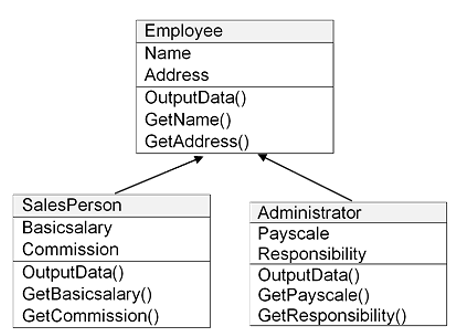 Employee
Name
Address
OutputData()
GetName()
GetAddress()
SalesPerson
Basicsalary
Commission
OutputData()
GetBasicsalary()
GetCommission()
Administrator
Payscale
Responsibility
OutputData()
GetPayscale()
GetResponsibility()